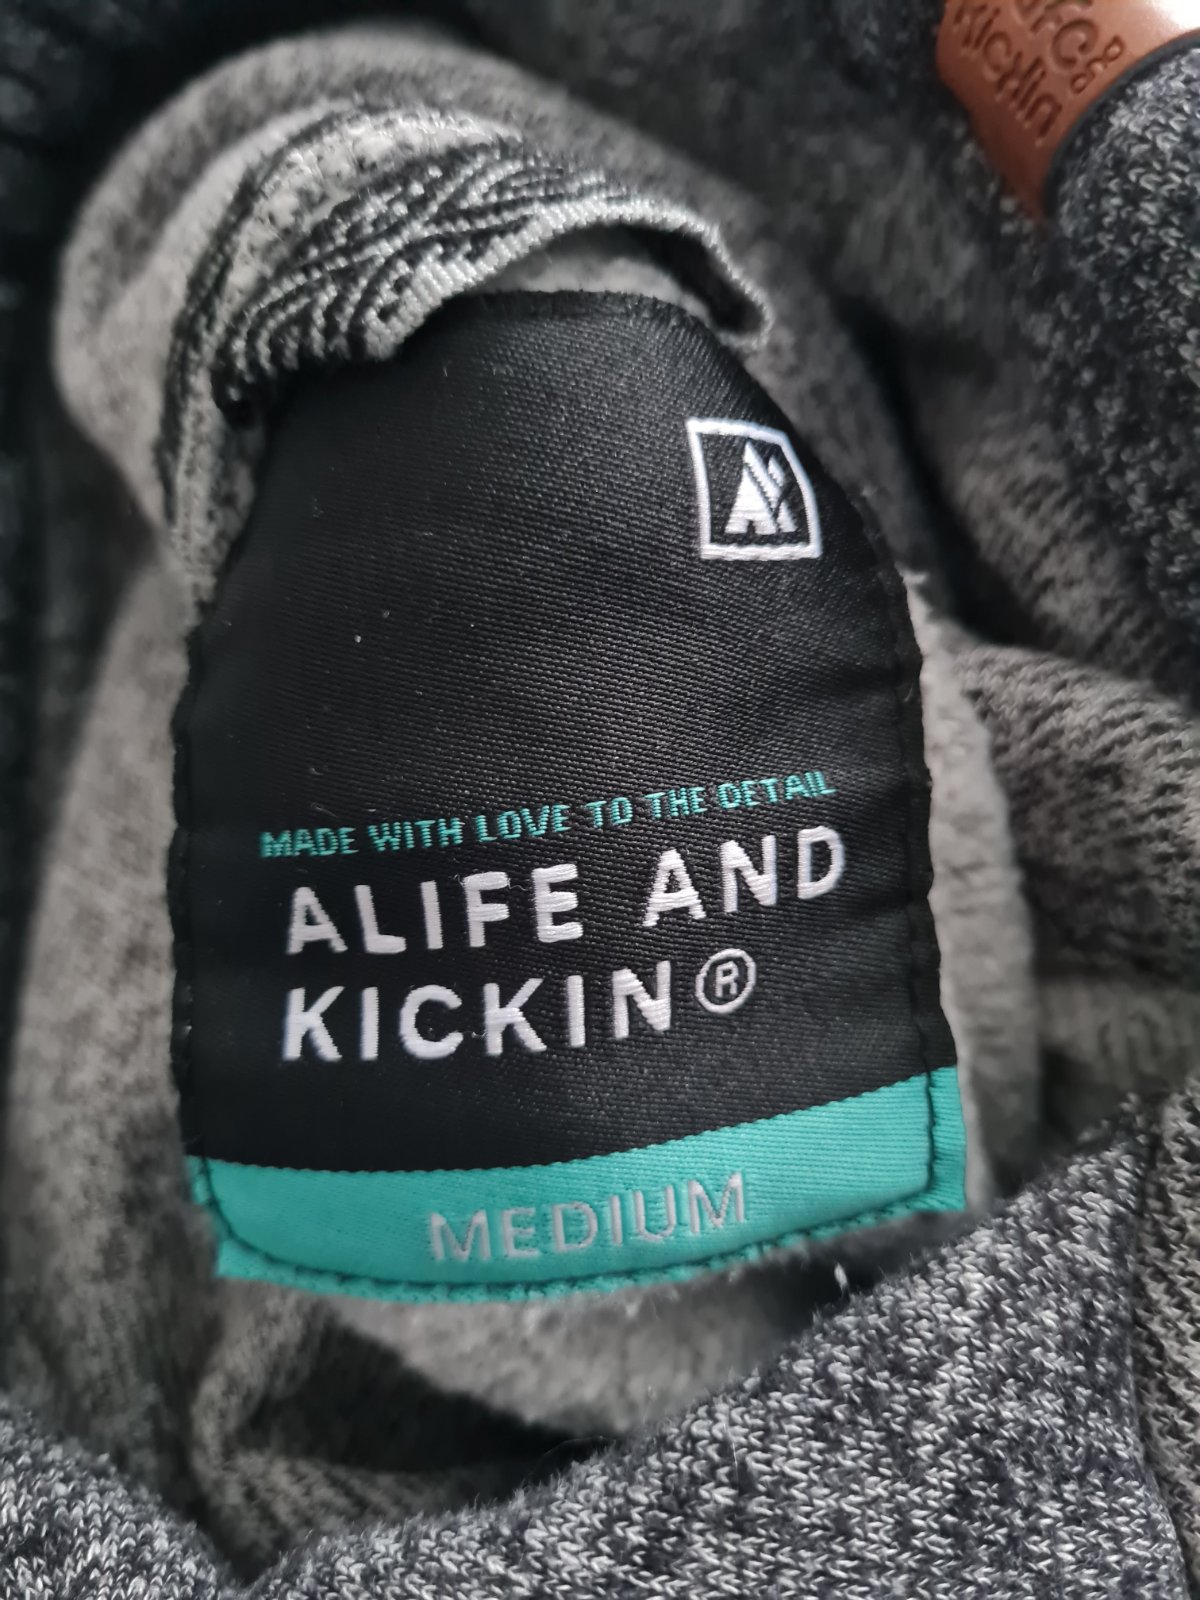 MADE WITH LOVE TO THE DETAIL
ALIFE AND
KICKIN®
MEDIUM